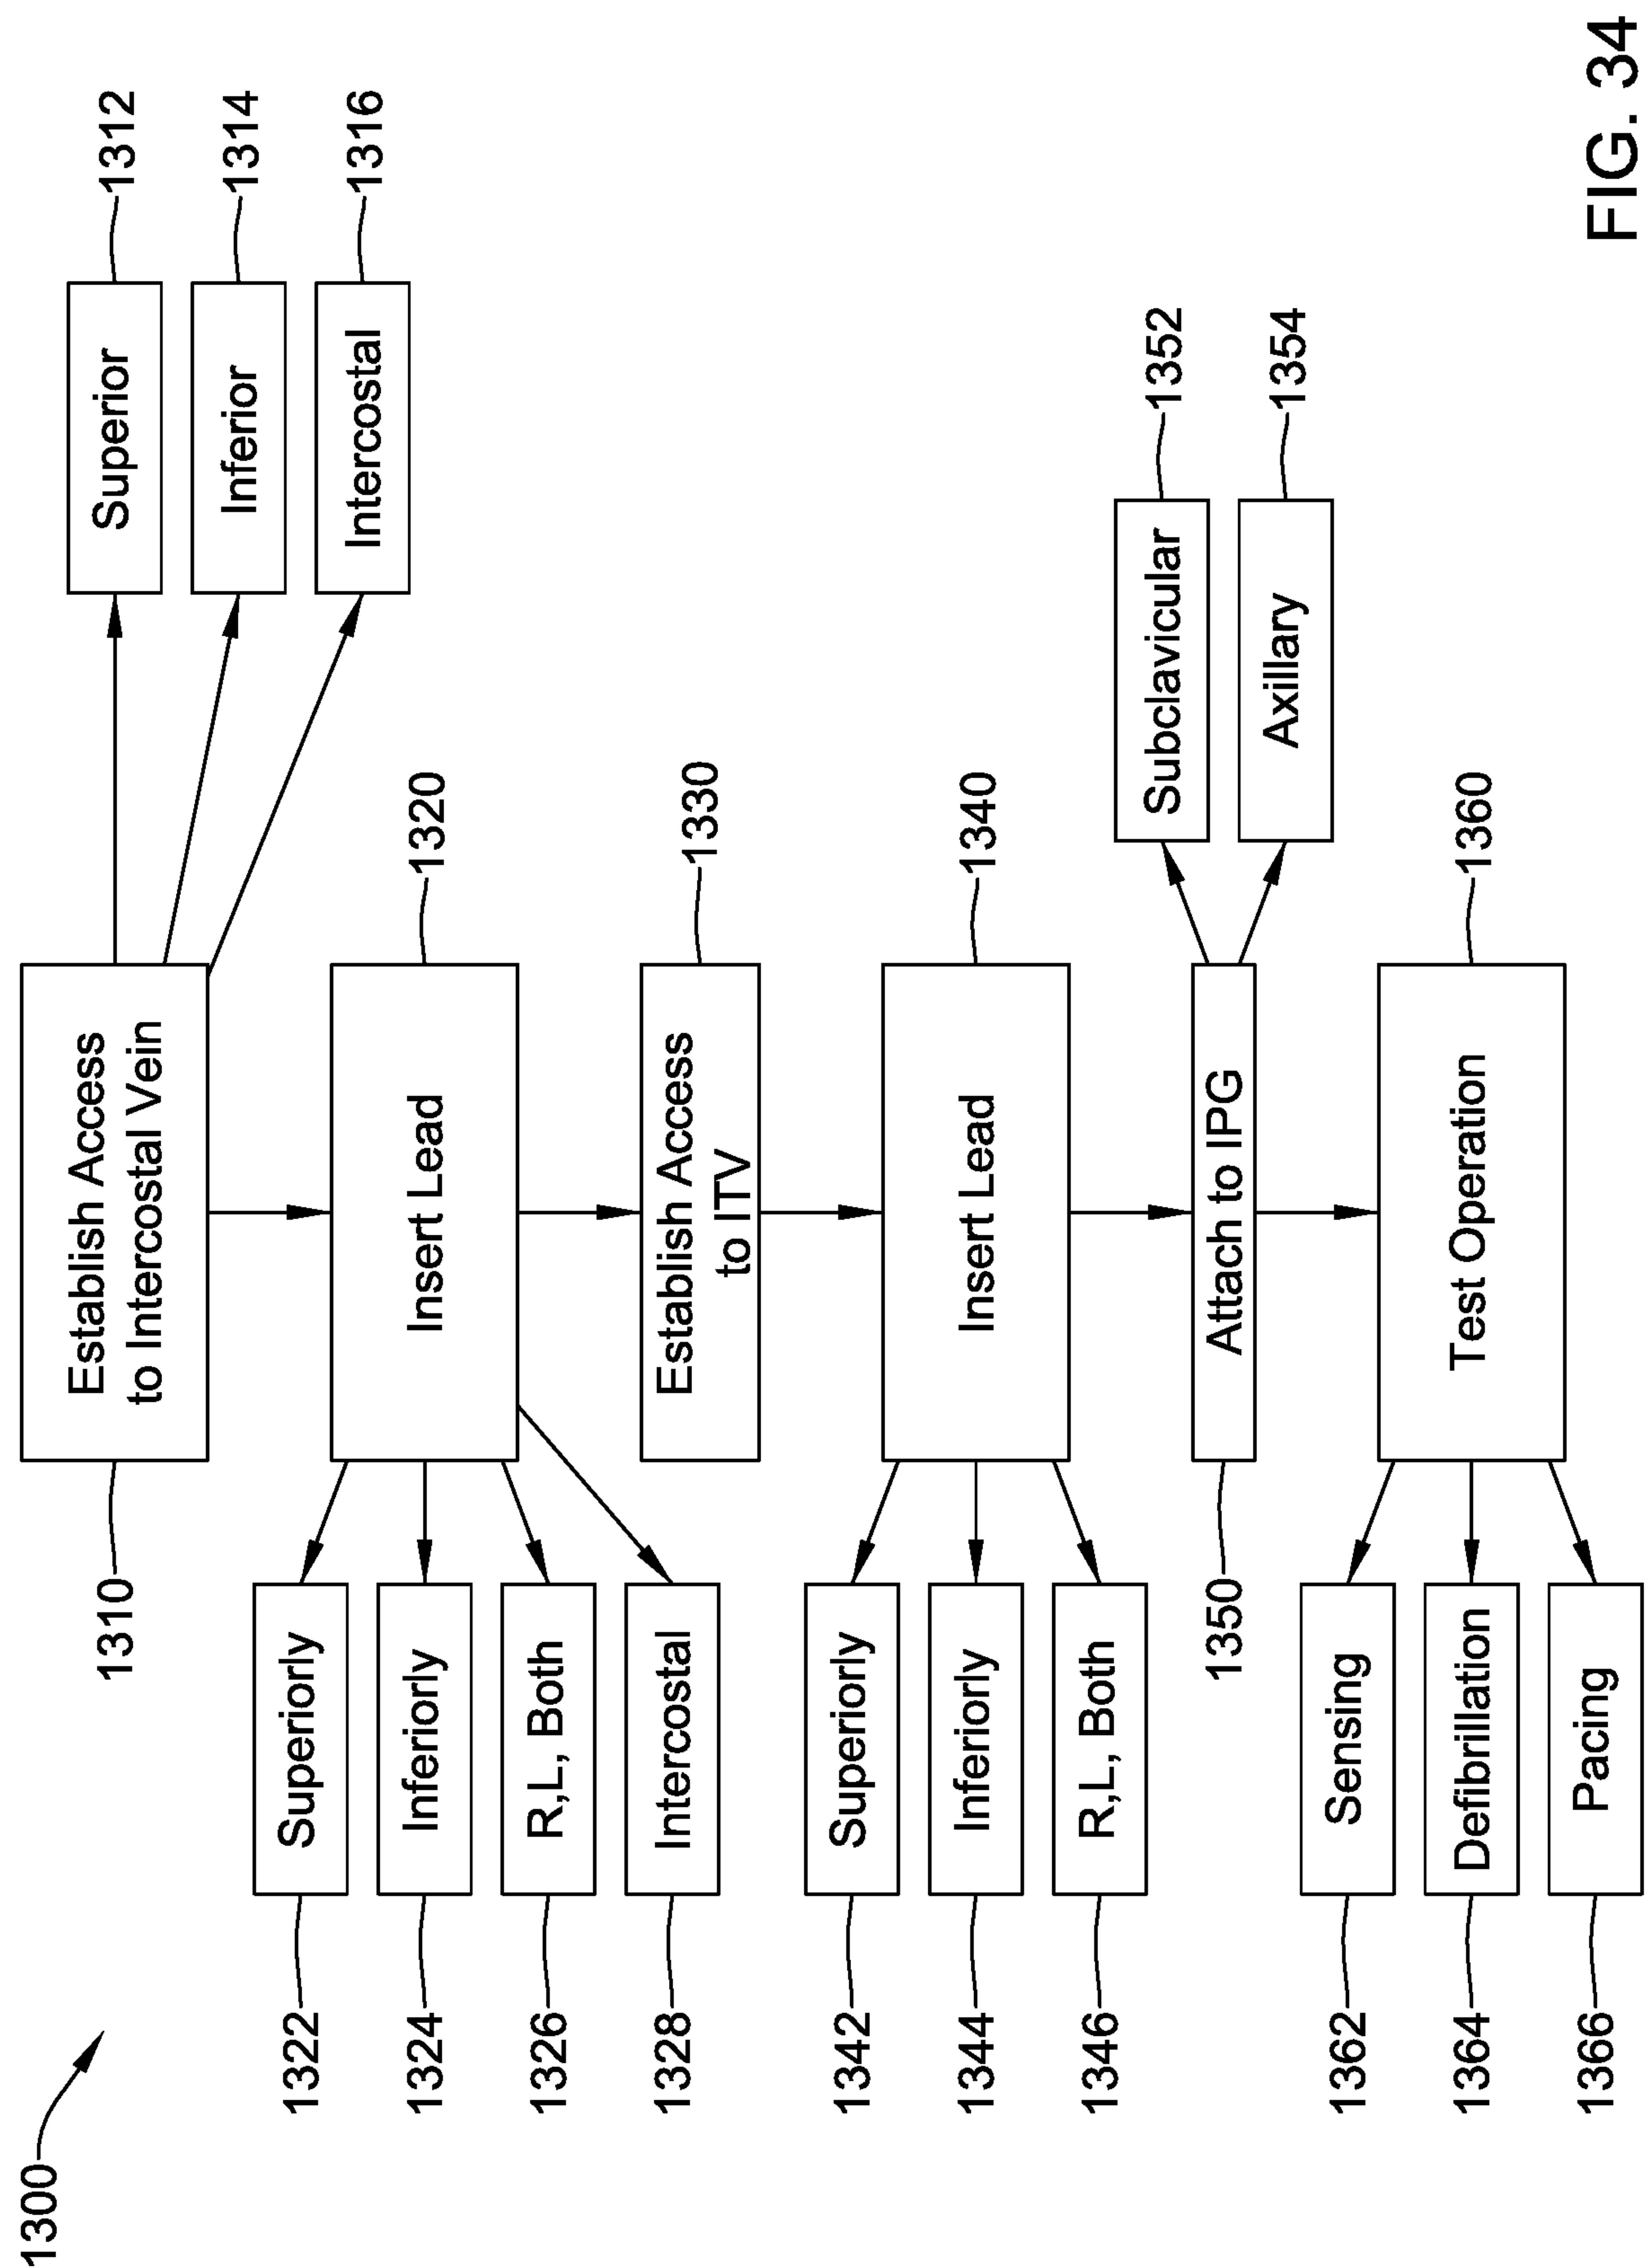 1300
1310
Establish Access
to Intercostal Vein
Superior
1312
Inferior
1314
Intercostal
1316
Insert Lead
1320
1322
Superiorly
1324
Inferiorly
1326
R,L, Both
1328
Intercostal
Establish Access
to ITV
1330
Insert Lead
1340
1342
Superiorly
1344
Inferiorly
1346
R,L, Both
1350
Attach to IPG
Subclavicular
1352
Axillary
1354
Test Operation
1360
1362
Sensing
1364
Defibrillation
1366
Pacing
FIG. 34